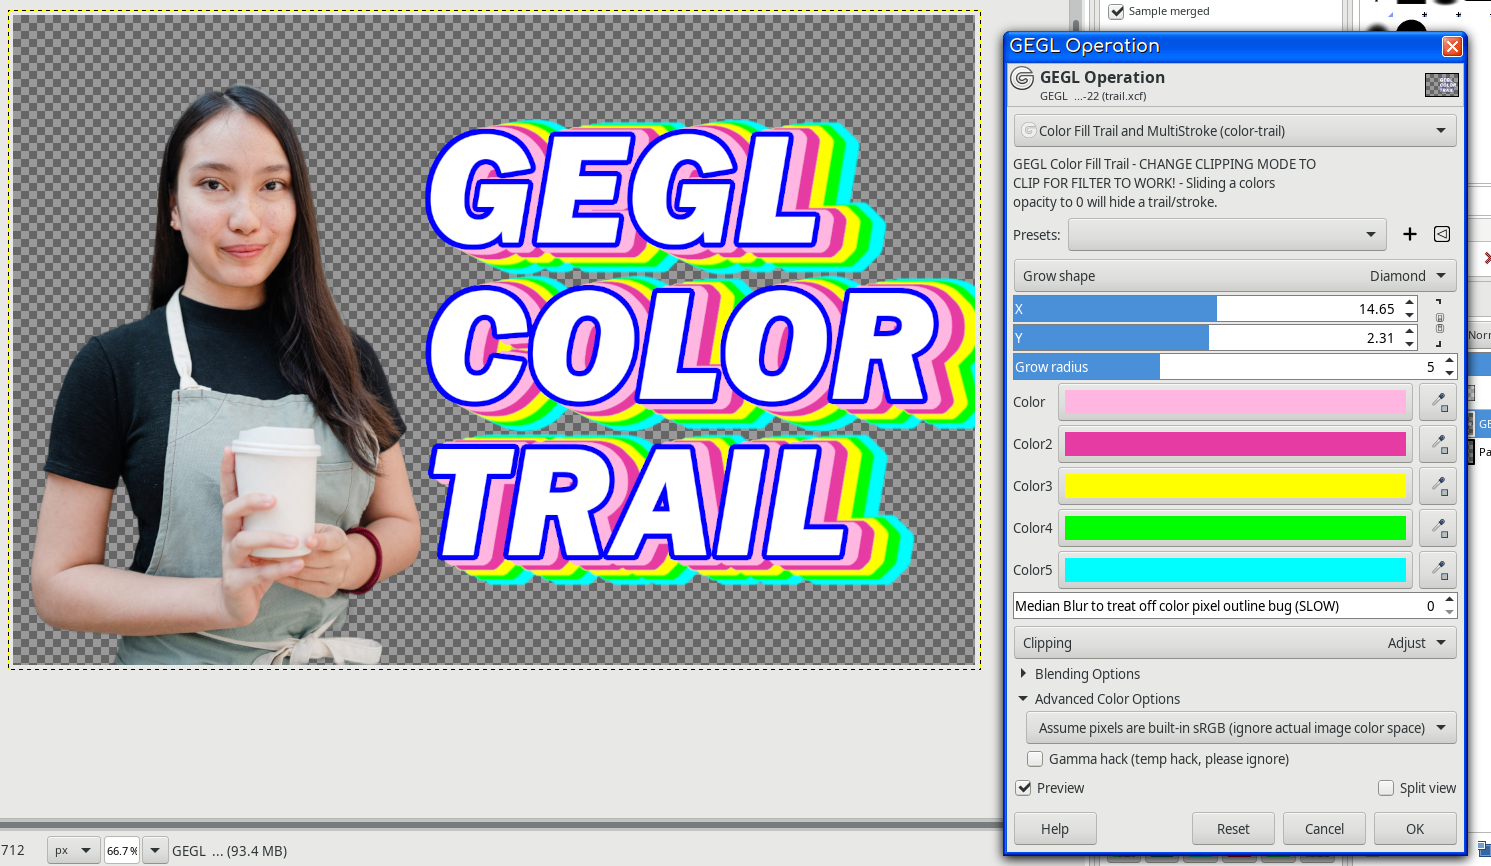 Sample merged
GEGL Operation
GEGL Operation
GEGL ...-22 (trail.xcf)
Color Fill Trail and MultiStroke (color-trail)
GEGL Color Fill Trail - CHANGE CLIPPING MODE TO
CLIP FOR FILTER TO WORK! - Sliding a colors
opacity to 0 will hide a trail/stroke.
Presets:
Grow shape Diamond
X 14.65
Y 2.31
Grow radius 5
Color
Color2
Color3
Color4
Color5
Median Blur to treat off color pixel outline bug (SLOW) 0
Clipping Adjust
Blending Options
Advanced Color Options
Assume pixels are built-in sRGB (ignore actual image color space)
Gamma hack (temp hack, please ignore)
Preview Split view
Help Reset Cancel OK
GEGL
COLOR
TRAIL
712 px 66.7% GEGL ... (93.4 MB)